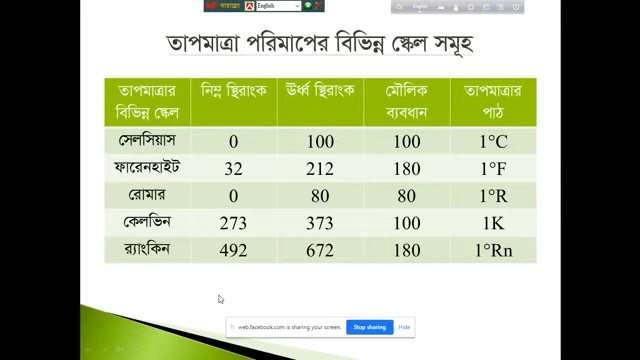 English
English
তাপমাত্রা পরিমাপের বিভিন্ন স্কেল সমূহ
তাপমাত্রার বিভিন্ন স্কেল নিম্ন স্থিরাংক ঊর্ধ্ব স্থিরাংক মৌলিক ব্যবধান তাপমাত্রার পাঠ
সেলসিয়াস 0 100 100 1°C
ফারেনহাইট 32 212 180 1°F
রোমার 0 80 80 1°R
কেলভিন 273 373 100 1K
র‍্যাংকিন 492 672 180 1°Rn
web.facebook.com is sharing your screen. Stop sharing Hide